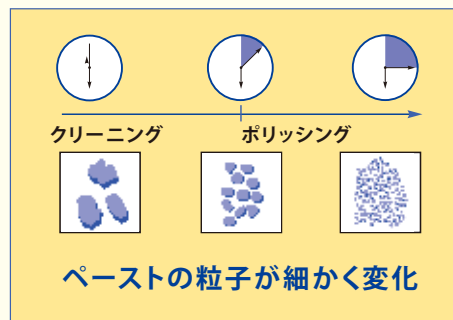 クリーニング
ポリッシング
ペーストの粒子が細かく変化